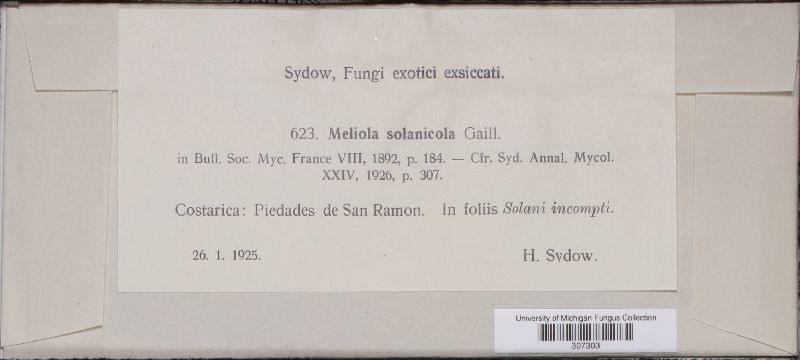 Sydow, Fungi exotici exsiccati.
623. Meliola solanicola Gaill.
in Bull. Soc. Myc. France VIII, 1892, p. 184. — Cfr. Syd. Annal. Mycol.
XXIV, 1926, p. 307.
Costarica: Piedades de San Ramon. In foliis Solani incompti.
26. 1. 1925. H. Sydow.
University of Michigan Fungus Collection
307303